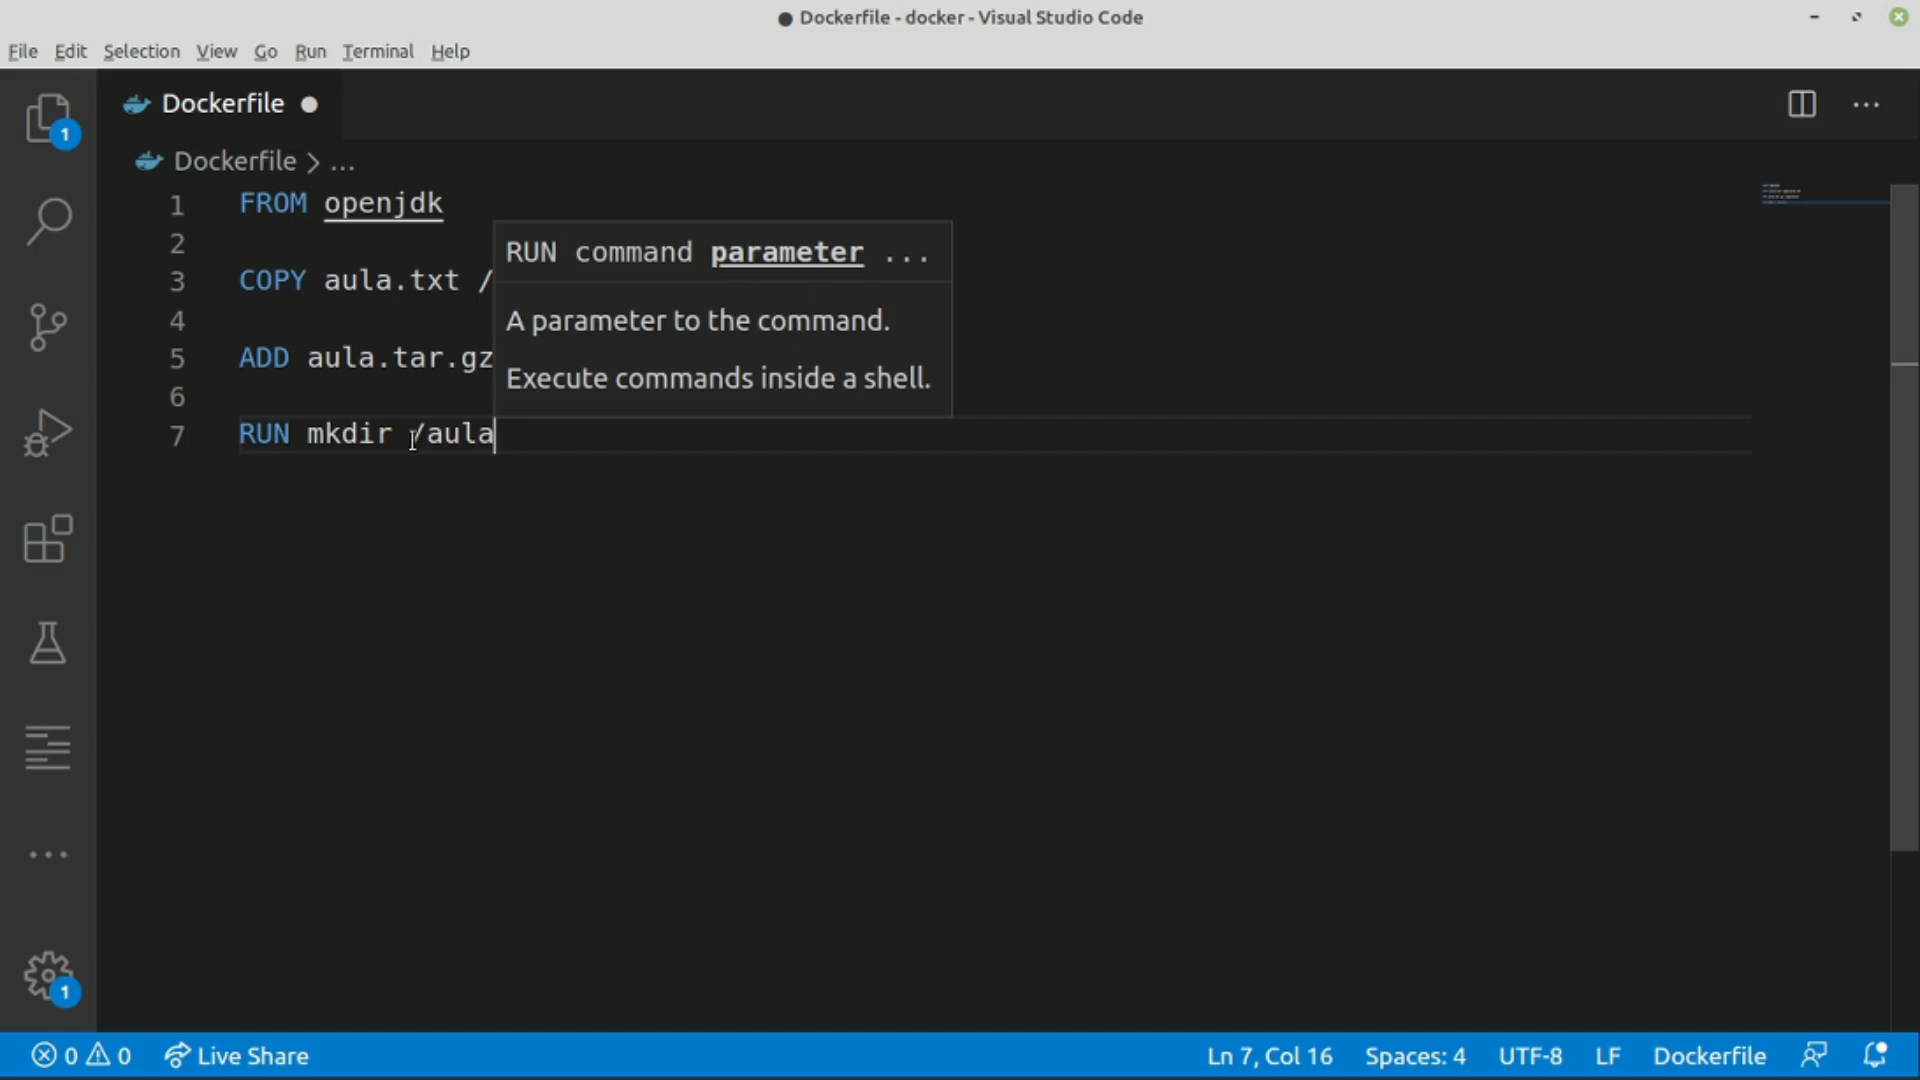 ● Dockerfile - docker - Visual Studio Code
File Edit Selection View Go Run Terminal Help
1
Dockerfile ●
Dockerfile > ...
1 FROM openjdk
2
3 COPY aula.txt /
4
5 ADD aula.tar.gz
6
7 RUN mkdir /aula
RUN command parameter ...
A parameter to the command.
Execute commands inside a shell.
1
0 0 Live Share Ln 7, Col 16 Spaces: 4 UTF-8 LF Dockerfile